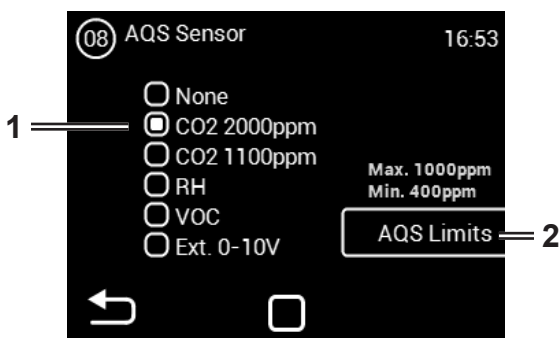 08 AQS Sensor 16:53
None
1 CO2 2000ppm
CO2 1100ppm
RH
VOC
Ext. 0-10V
Max. 1000ppm
Min. 400ppm
AQS Limits 2